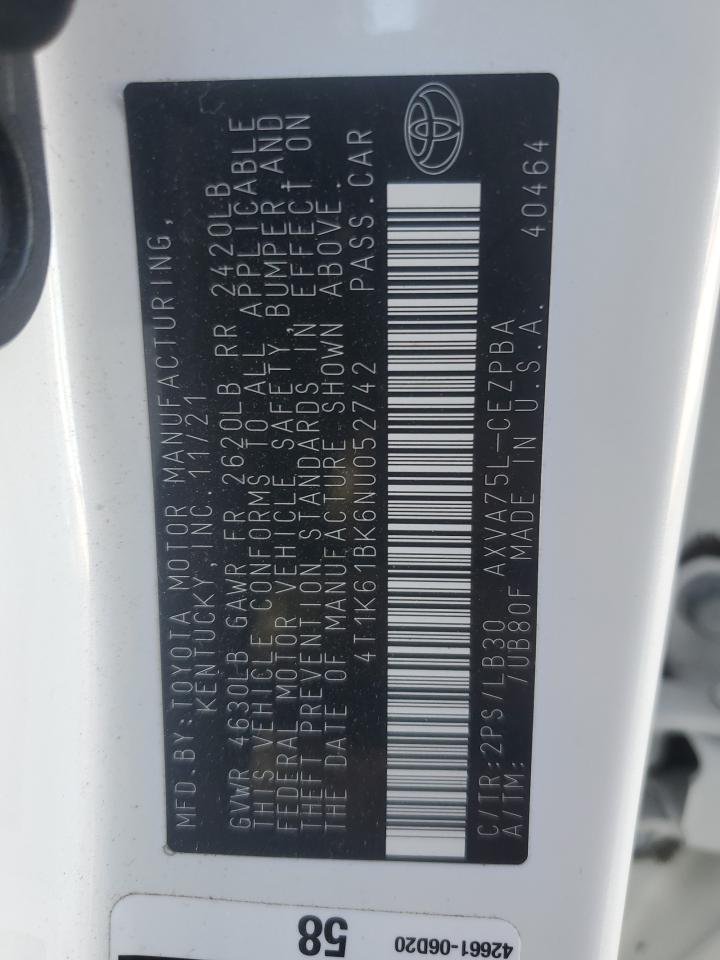 MFD.BY:TOYOTA MOTOR MANUFACTURING,
KENTUCKY,INC. 11/21
GVWR 4630LB GAWR FR 2620LB RR 2420LB
THIS VEHICLE CONFORMS TO ALL APPLICABLE
FEDERAL MOTOR VEHICLE SAFETY, BUMPER,AND
THEFT PREVENTION STANDARDS IN EFFECT ON
THE DATE OF MANUFACTURE SHOWN ABOVE.
4T1K61BK6NU052742 PASS.CAR
C/TR:2PS/LB30 AXVA75L-CEZPBA
A/TM: 7UB80F MADE IN U.S.A. 40464
58
42661-06D20